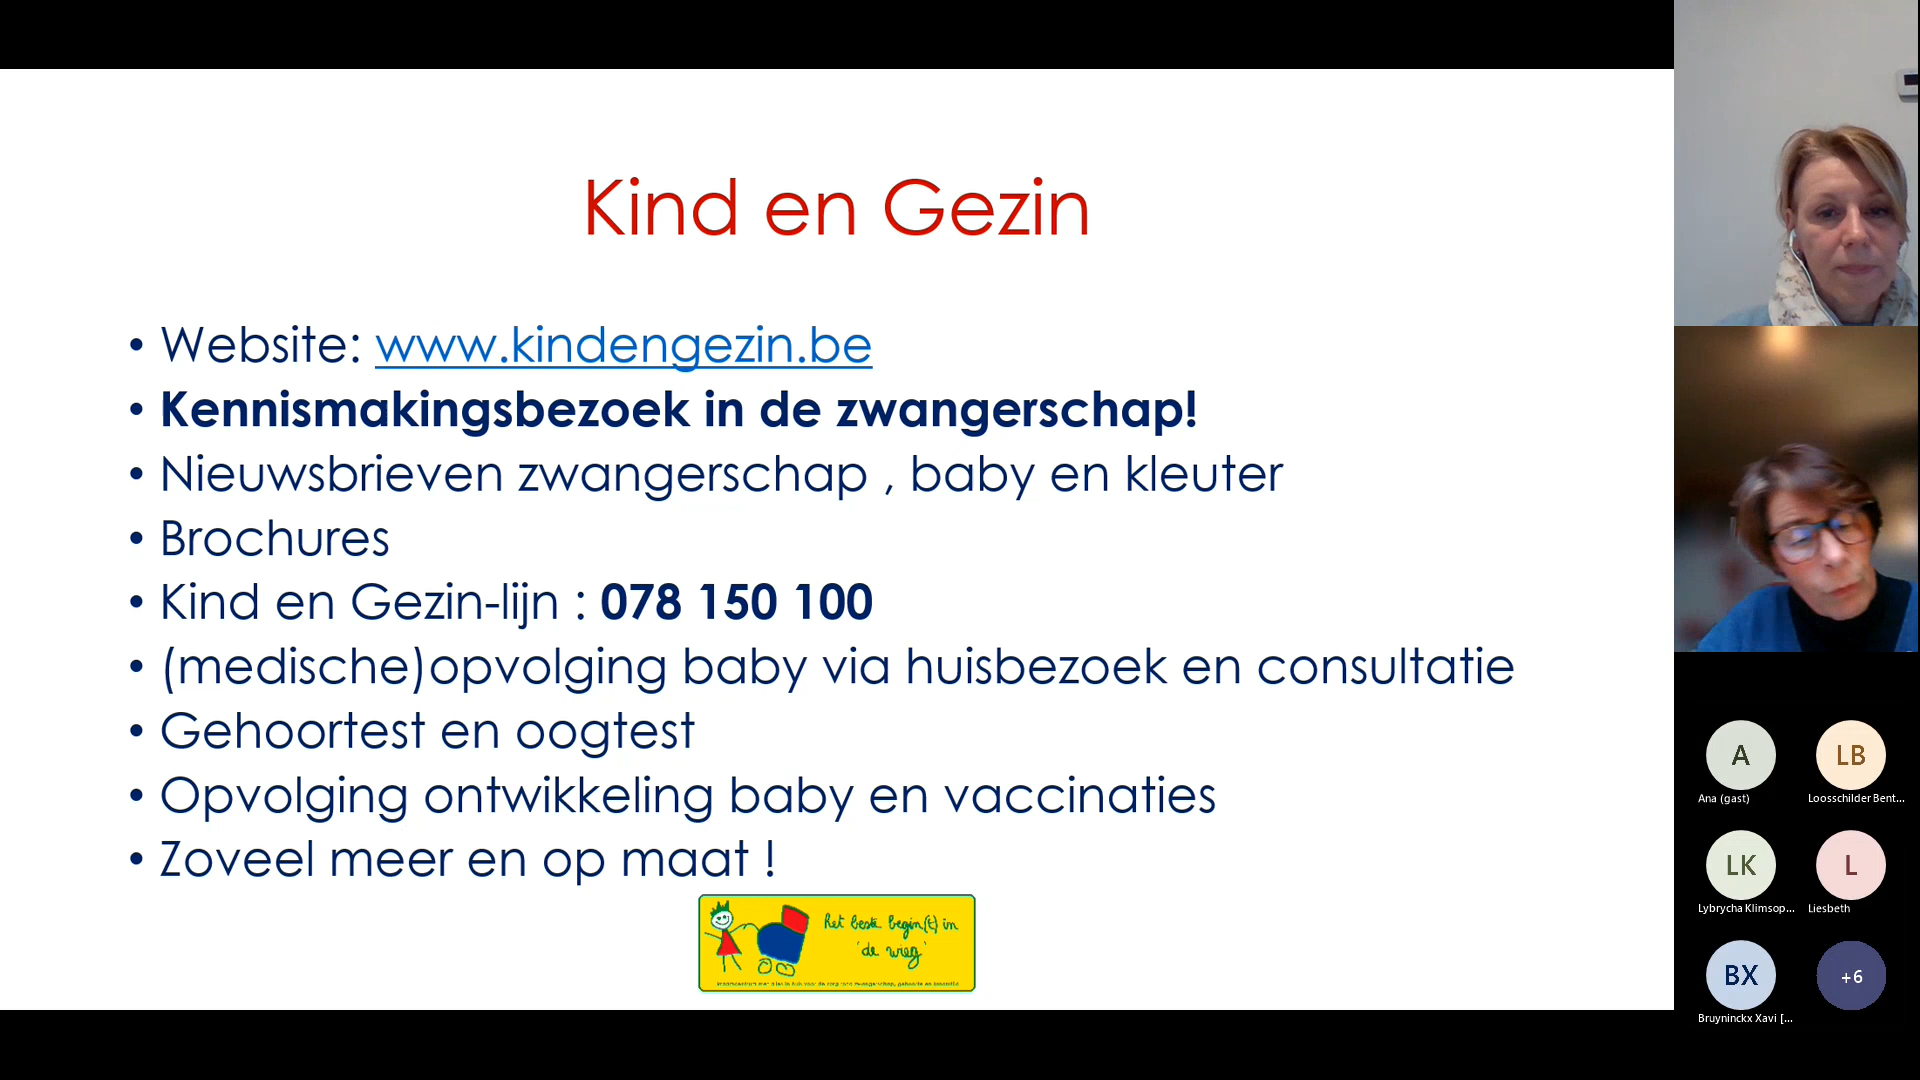 Kind en Gezin
• Website: www.kindengezin.be
• Kennismakingsbezoek in de zwangerschap!
• Nieuwsbrieven zwangerschap , baby en kleuter
• Brochures
• Kind en Gezin-lijn : 078 150 100
• (medische)opvolging baby via huisbezoek en consultatie
• Gehoortest en oogtest
• Opvolging ontwikkeling baby en vaccinaties
• Zoveel meer en op maat !
Het beste begin(t) in
'de wieg'
A
Ana (gast)
LB
Loosschilder Bent...
LK
Lybrycha Klimsop...
L
Liesbeth
BX
Bruyninckx Xavi [...
+6